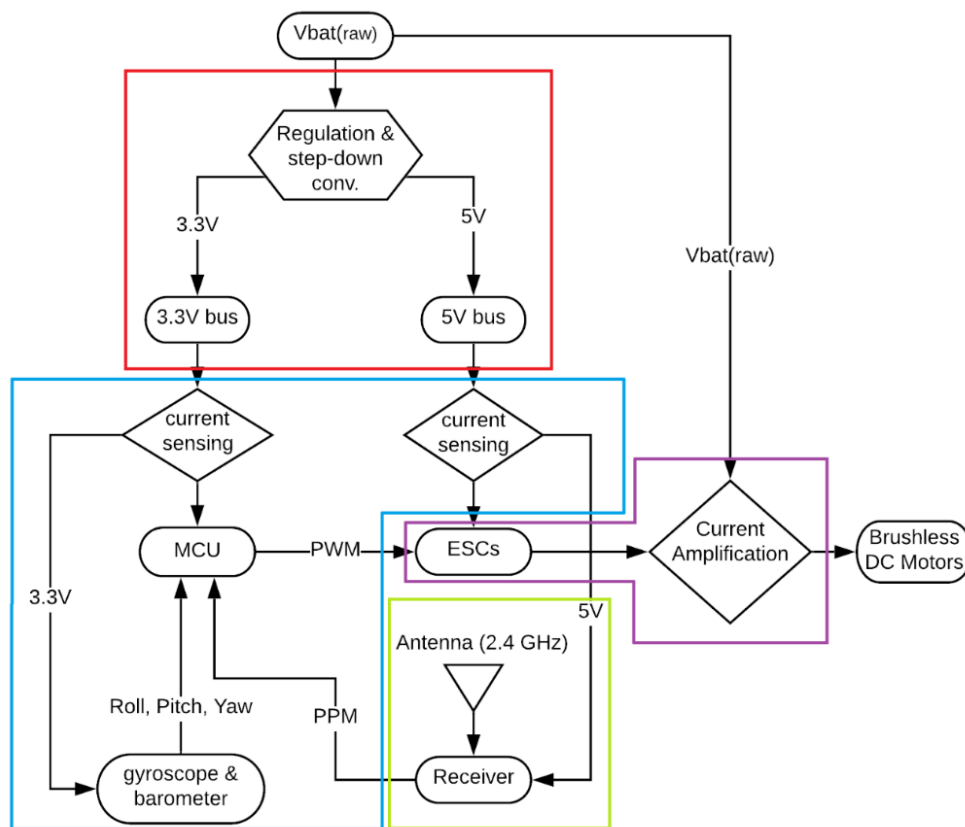 Vbat(raw)
Regulation &
step-down
conv.
3.3V
5V
Vbat(raw)
3.3V bus
5V bus
current
sensing
current
sensing
MCU
PWM
ESCs
Current
Amplification
Brushless
DC Motors
3.3V
5V
Antenna (2.4 GHz)
Roll, Pitch, Yaw
PPM
gyroscope &
barometer
Receiver